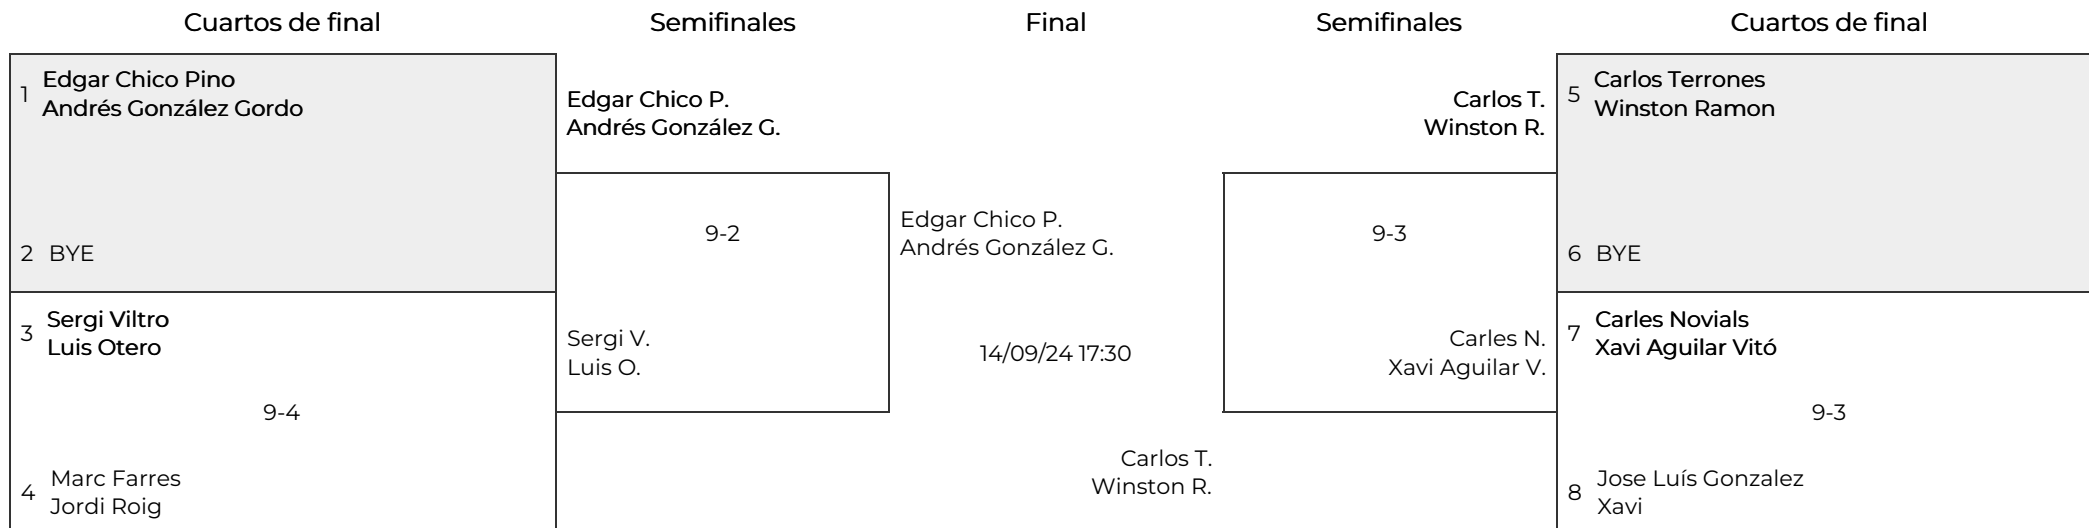 Cuartos de final
Semifinales
Final
Semifinales
Cuartos de final
1
Edgar Chico Pino
Andrés González Gordo
2 BYE
3
Sergi Viltro
Luis Otero
9-4
4
Marc Farres
Jordi Roig
Edgar Chico P.
Andrés González G.
9-2
Sergi V.
Luis O.
Edgar Chico P.
Andrés González G.
14/09/24 17:30
Carlos T.
Winston R.
Carlos T.
Winston R.
9-3
Carles N.
Xavi Aguilar V.
5
Carlos Terrones
Winston Ramon
6 BYE
7
Carles Novials
Xavi Aguilar Vitó
9-3
8
Jose Luís Gonzalez
Xavi